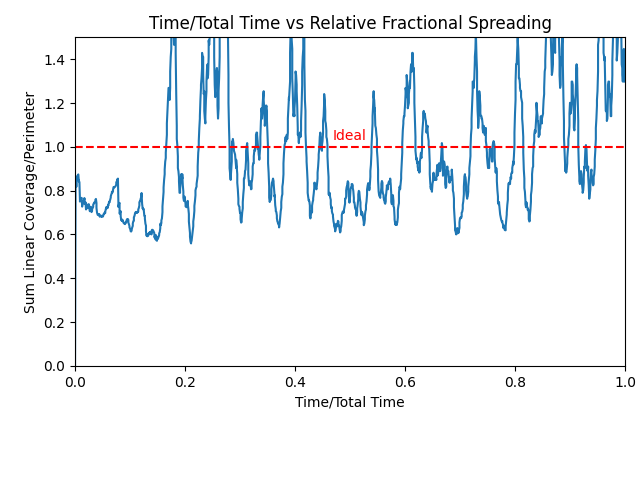 Time/Total Time vs Relative Fractional Spreading
Sum Linear Coverage/Perimeter
1.4
1.2
1.0
0.8
0.6
0.4
0.2
0.0
Ideal
0.0 0.2 0.4 0.6 0.8 1.0
Time/Total Time